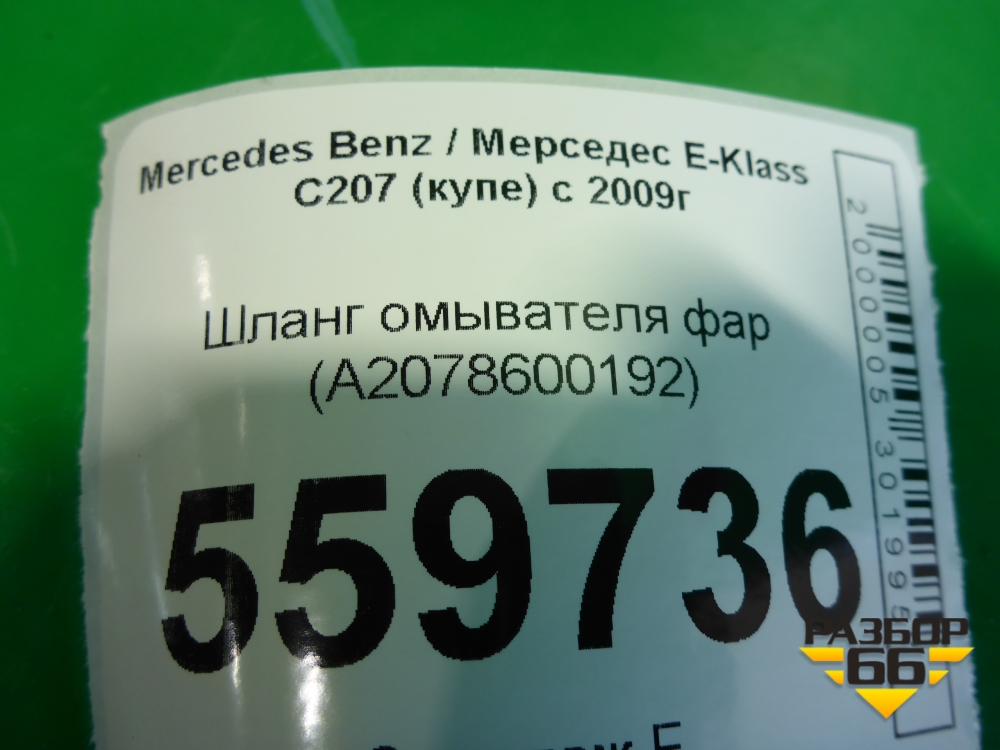 Mercedes Benz / Мерседес E-Klass
C207 (купе) с 2009г
Шланг омывателя фар
(A2078600192)
559736
2000005301995
РАЗБОР
66